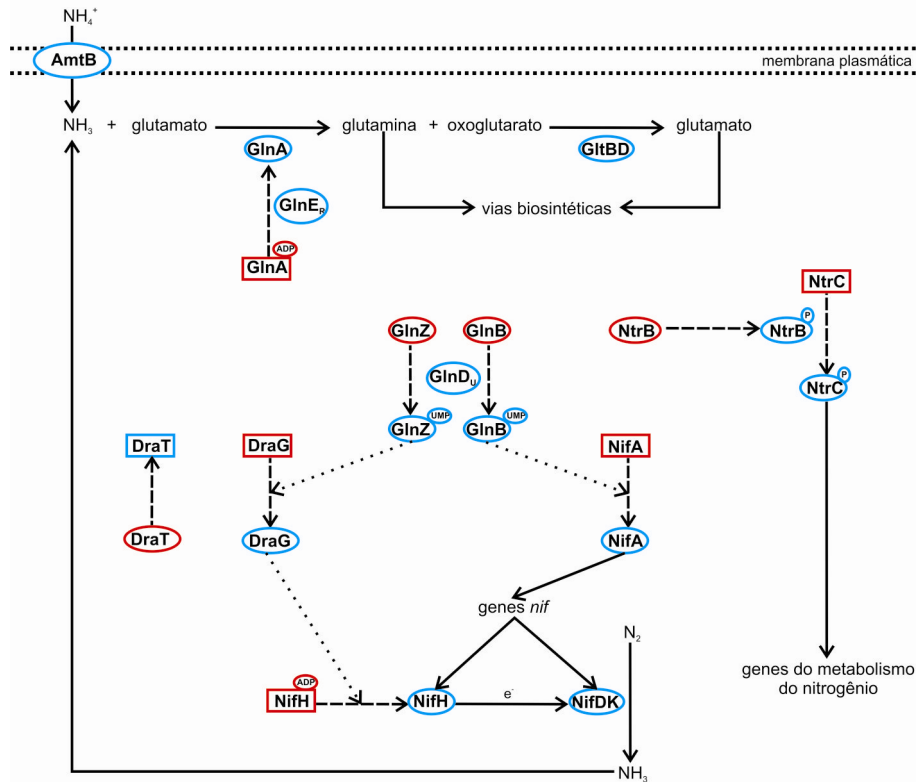 NH4+
AmtB
membrana plasmática
NH3 + glutamato
glutamina + oxoglutarato
glutamato
GlnA
GltBD
GlnER
vias biosintéticas
ADP
GlnA
NtrC
GlnZ
GlnB
NtrB
P
NtrB
GlnDU
P
NtrC
UMP
UMP
GlnZ
GlnB
DraT
DraG
NifA
DraT
DraG
NifA
genes nif
N2
genes do metabolismo
do nitrogênio
ADP
NifH
NifH
e-
NifDK
NH3